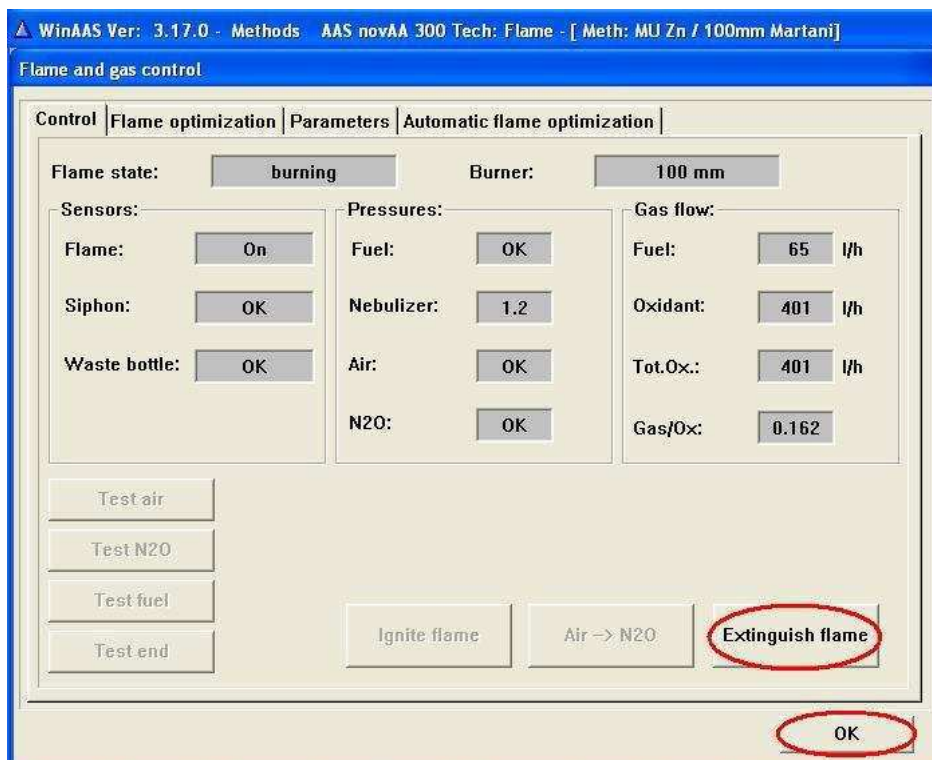 WinAAS Ver: 3.17.0 - Methods AAS novAA 300 Tech: Flame - [ Meth: MU Zn / 100mm Martani]
Flame and gas control
Control Flame optimization Parameters Automatic flame optimization
Flame state: burning Burner: 100 mm
Sensors: Pressures: Gas flow:
Flame: On Fuel: OK Fuel: 65 l/h
Siphon: OK Nebulizer: 1.2 Oxidant: 401 l/h
Waste bottle: OK Air: OK Tot.Ox.: 401 l/h
N2O: OK Gas/Ox: 0.162
Test air
Test N2O
Test fuel
Ignite flame Air -> N2O Extinguish flame
Test end
OK